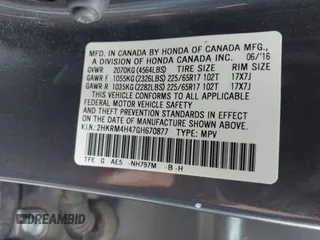 MFD. IN CANADA BY HONDA OF CANADA MFG.,
A DIVISION OF HONDA CANADA INC. 06/16
GVWR 2070KG (4564LBS) TIRE SIZE RIM SIZE
GAWR F 1055KG (2326LBS) 225/65R17 102T 17X7J
GAWR R 1035KG (2282LBS) 225/65R17 102T 17X7J
THIS VEHICLE CONFORMS TO ALL APPLICABLE
FEDERAL MOTOR VEHICLE SAFETY, BUMPER,
AND THEFT PREVENTION STANDARDS IN EFFECT
ON THE DATE OF MANUFACTURE SHOWN ABOVE.
V.I.N.:2HKRM4H47GH670877 TYPE: MPV
TFE G AE5 NH797M -B -H
DREAMBID